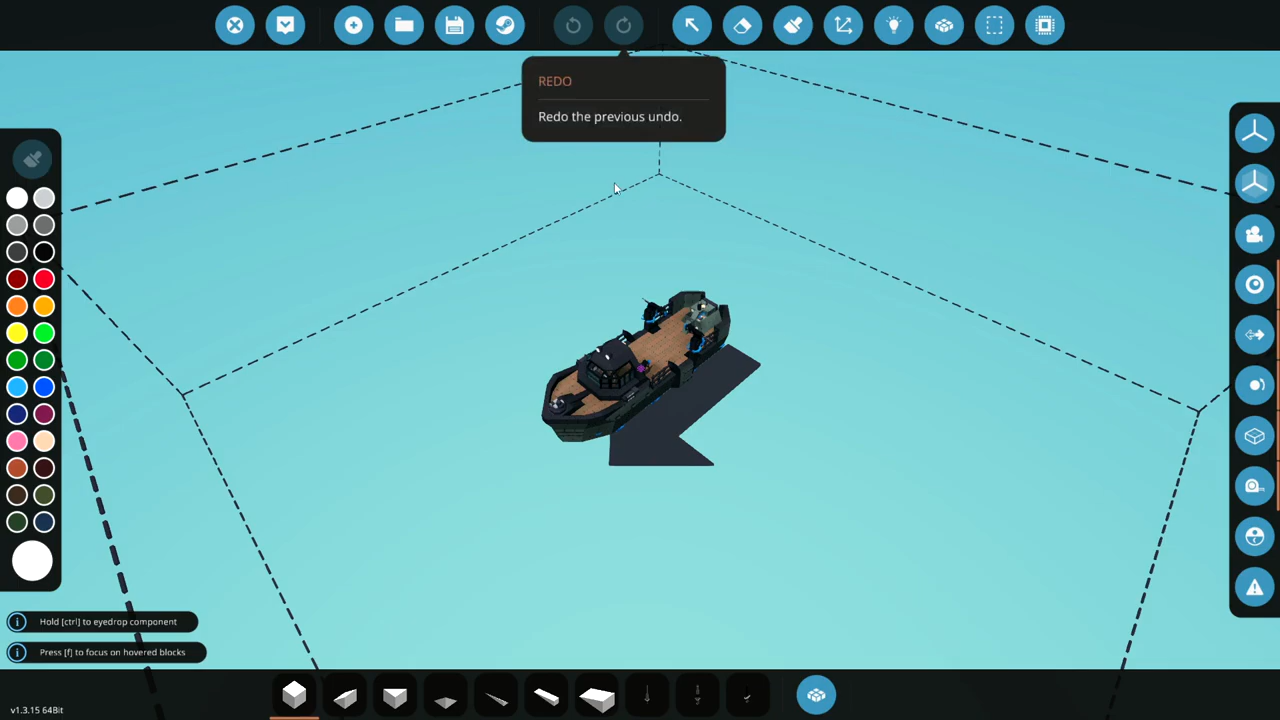 REDO
Redo the previous undo.
Hold [ctrl] to eyedrop component
Press [f] to focus on hovered blocks
v1.3.15 64Bit